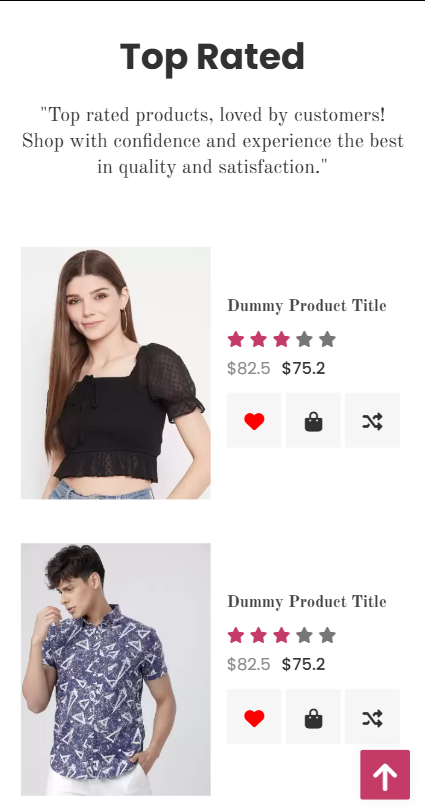 Top Rated
"Top rated products, loved by customers!
Shop with confidence and experience the best
in quality and satisfaction."
Dummy Product Title
$82.5 $75.2
Dummy Product Title
$82.5 $75.2